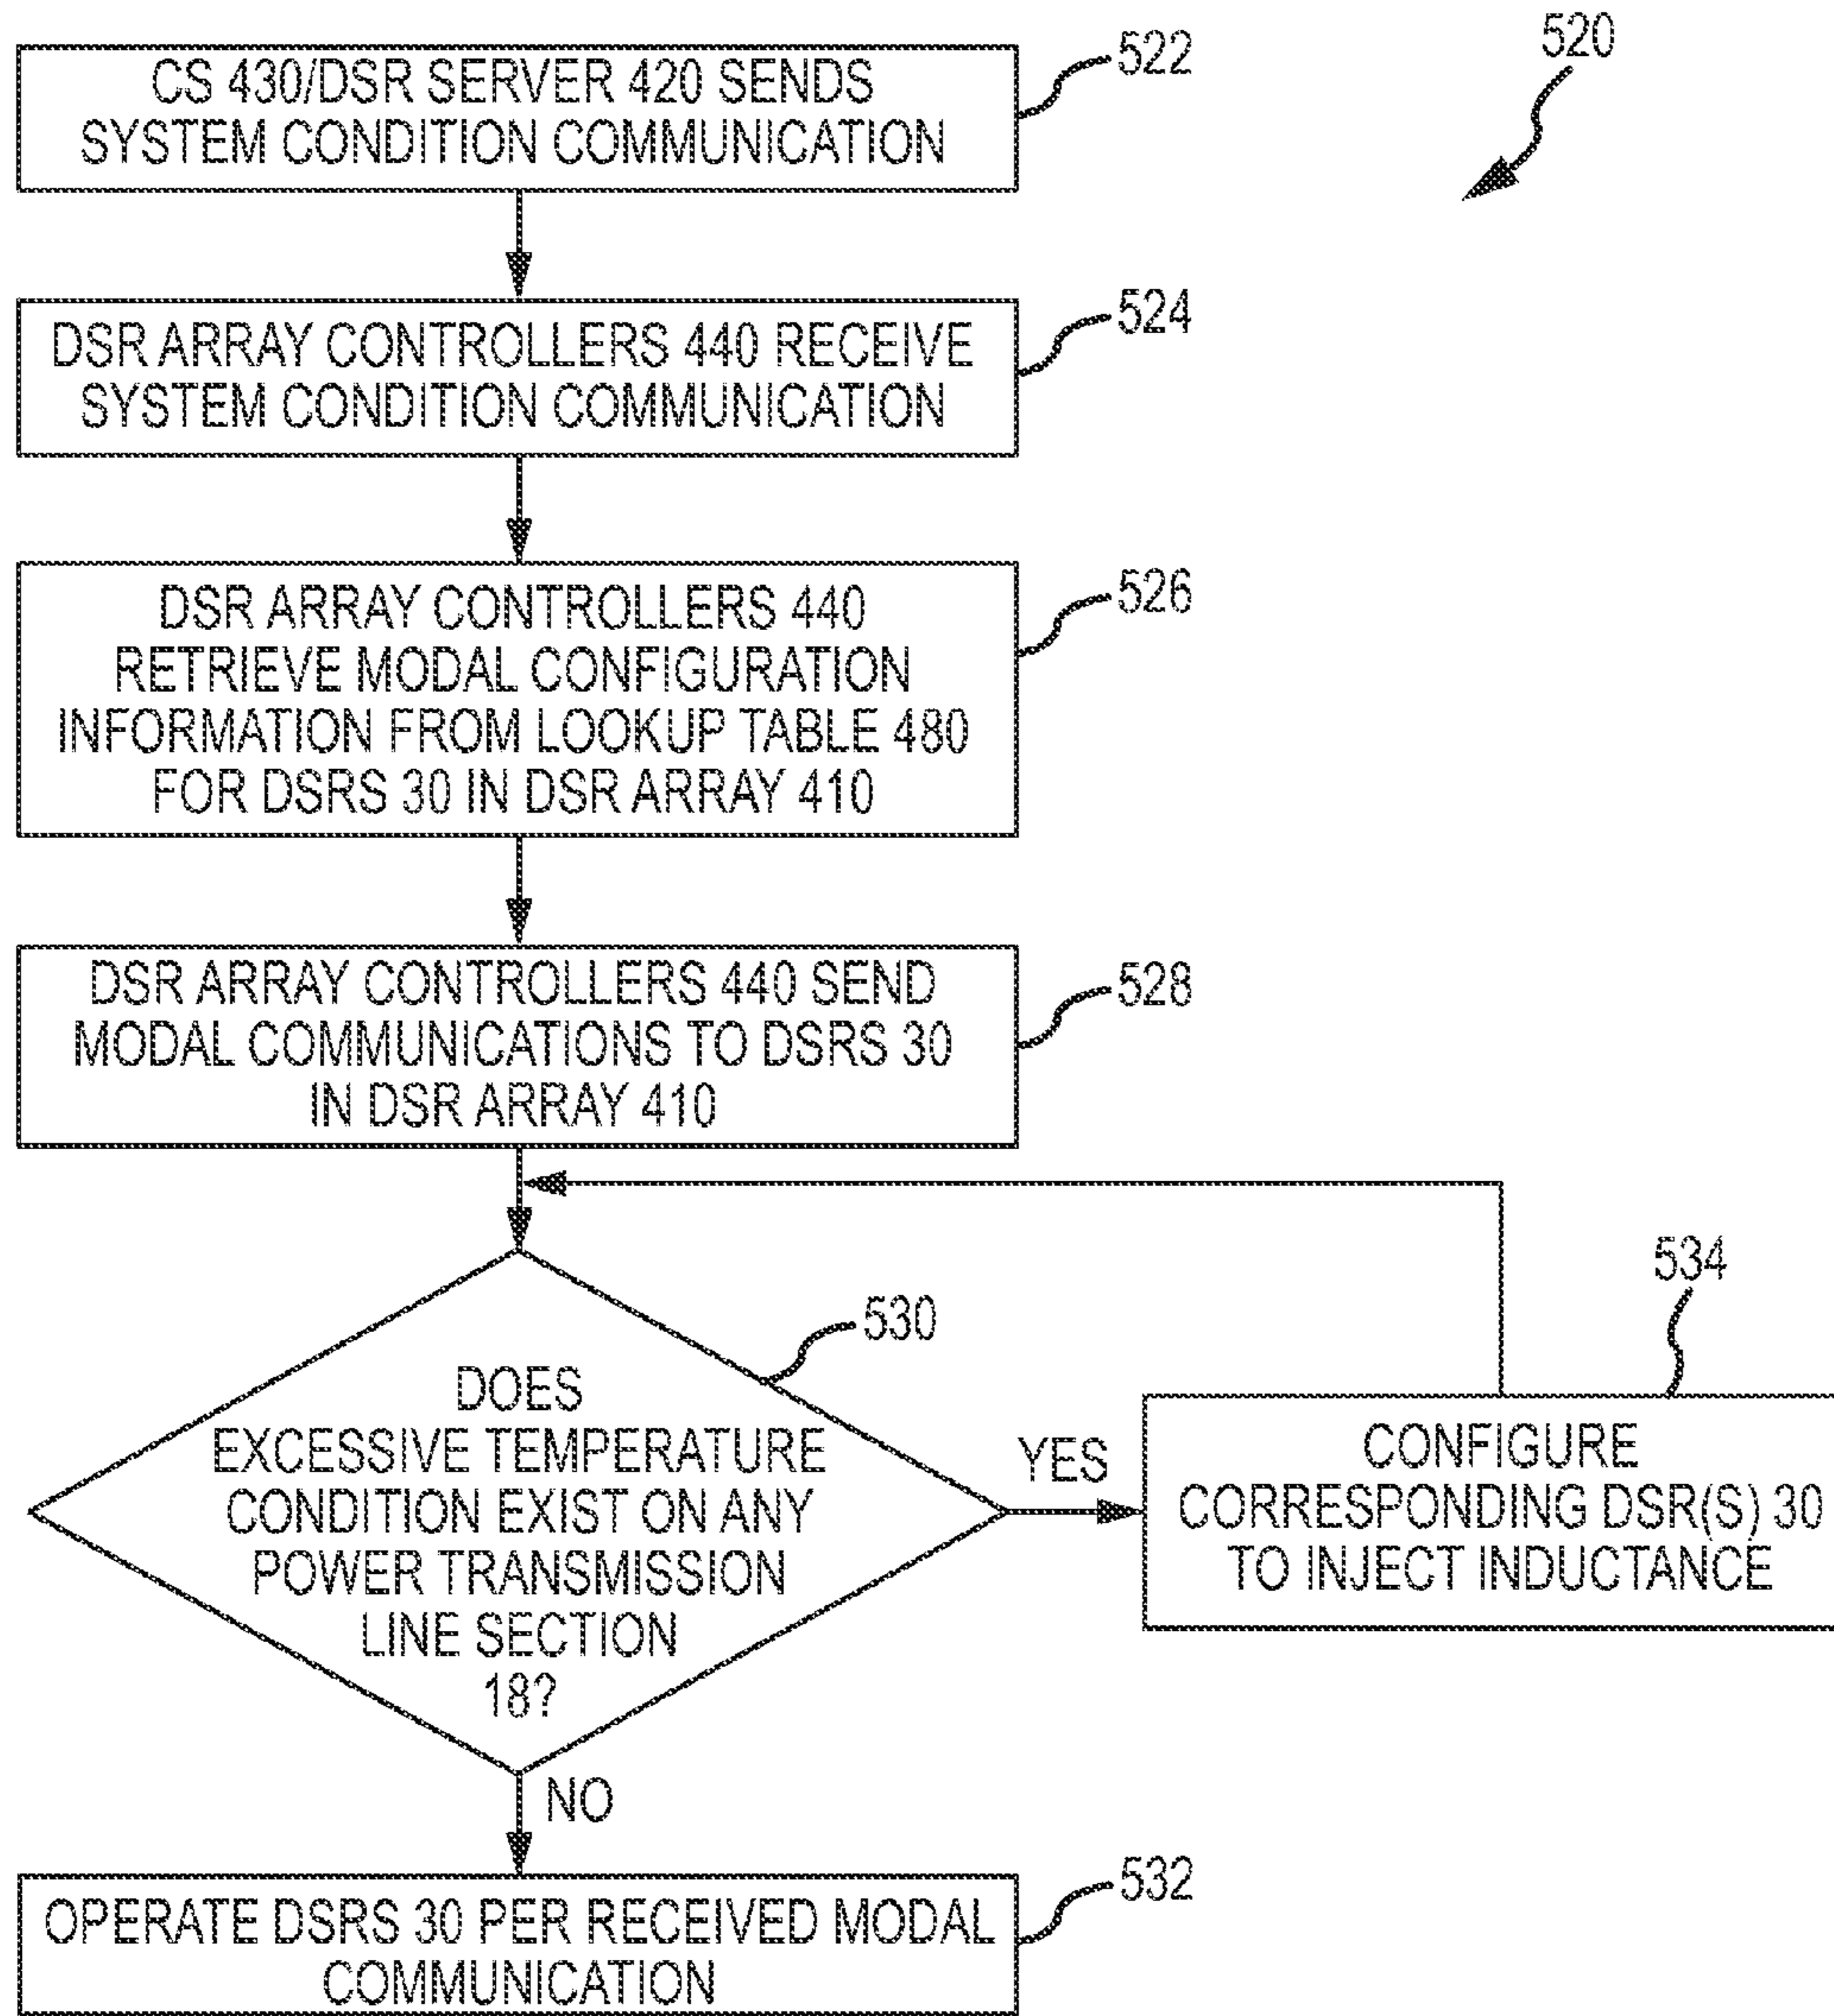 520
CS 430/DSR SERVER 420 SENDS
SYSTEM CONDITION COMMUNICATION
522
DSR ARRAY CONTROLLERS 440 RECEIVE
SYSTEM CONDITION COMMUNICATION
524
DSR ARRAY CONTROLLERS 440
RETRIEVE MODAL CONFIGURATION
INFORMATION FROM LOOKUP TABLE 480
FOR DSRS 30 IN DSR ARRAY 410
526
DSR ARRAY CONTROLLERS 440 SEND
MODAL COMMUNICATIONS TO DSRS 30
IN DSR ARRAY 410
528
DOES
EXCESSIVE TEMPERATURE
CONDITION EXIST ON ANY
POWER TRANSMISSION
LINE SECTION
18?
530
YES
CONFIGURE
CORRESPONDING DSR(S) 30
TO INJECT INDUCTANCE
534
NO
OPERATE DSRS 30 PER RECEIVED MODAL
COMMUNICATION
532